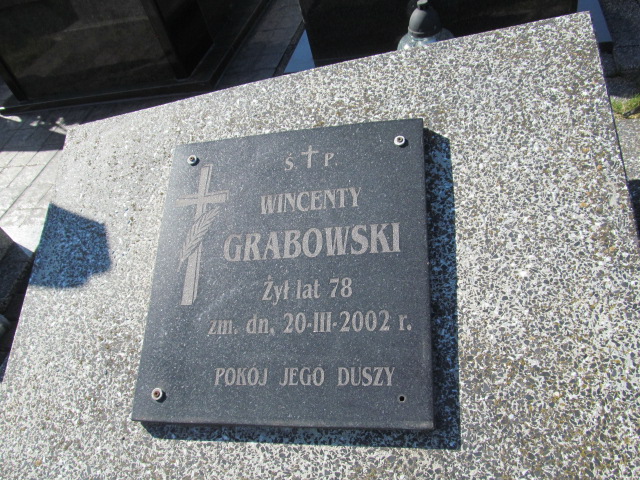 S † P.
WINCENTY
GRABOWSKI
Żył lat 78
zm. dn. 20-III-2002 r.
POKÓJ JEGO DUSZY